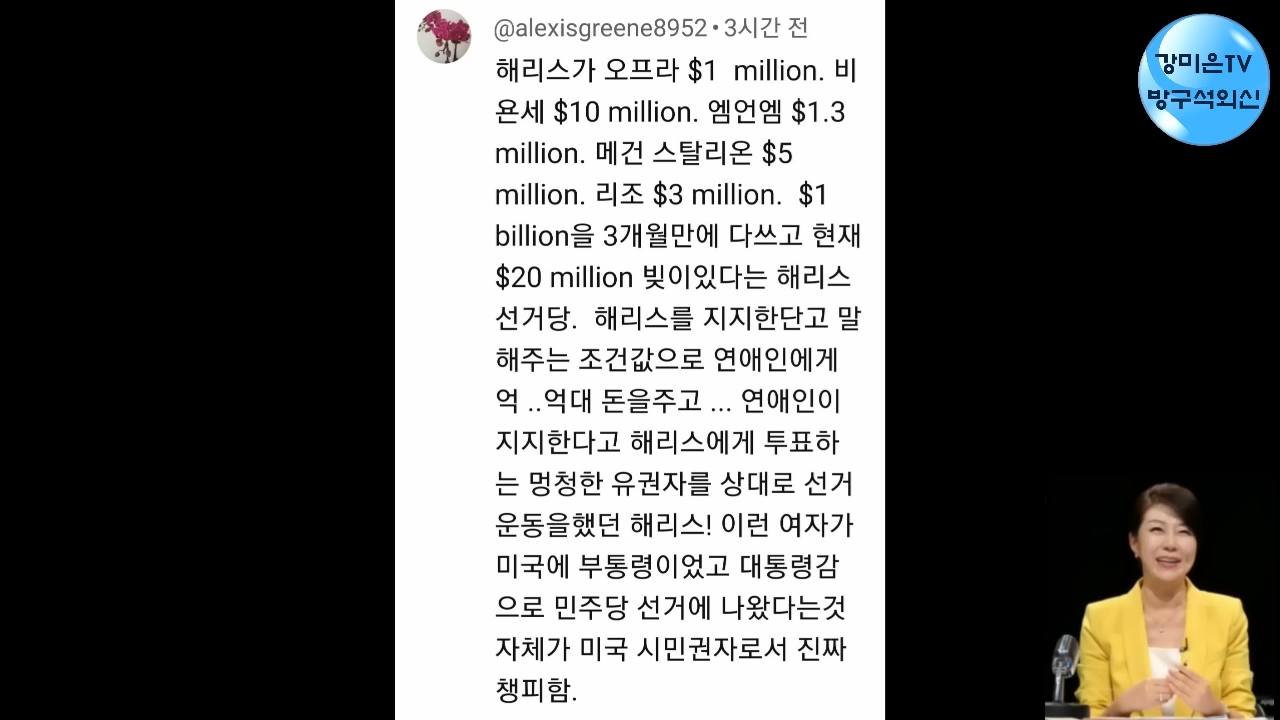 @alexisgreene8952 • 3시간 전
해리스가 오프라 $1  million. 비
욘세 $10 million. 엠언엠 $1.3
million. 메건 스탈리온 $5
million. 리조 $3 million.  $1
billion을 3개월만에 다쓰고 현재
$20 million 빚이있다는 해리스
선거당.  해리스를 지지한단고 말
해주는 조건값으로 연애인에게
억 ..억대 돈을주고 ... 연애인이
지지한다고 해리스에게 투표하
는 멍청한 유권자를 상대로 선거
운동을했던 해리스! 이런 여자가
미국에 부통령이었고 대통령감
으로 민주당 선거에 나왔다는것
자체가 미국 시민권자로서 진짜
챙피함.
강미은TV
방구석외신